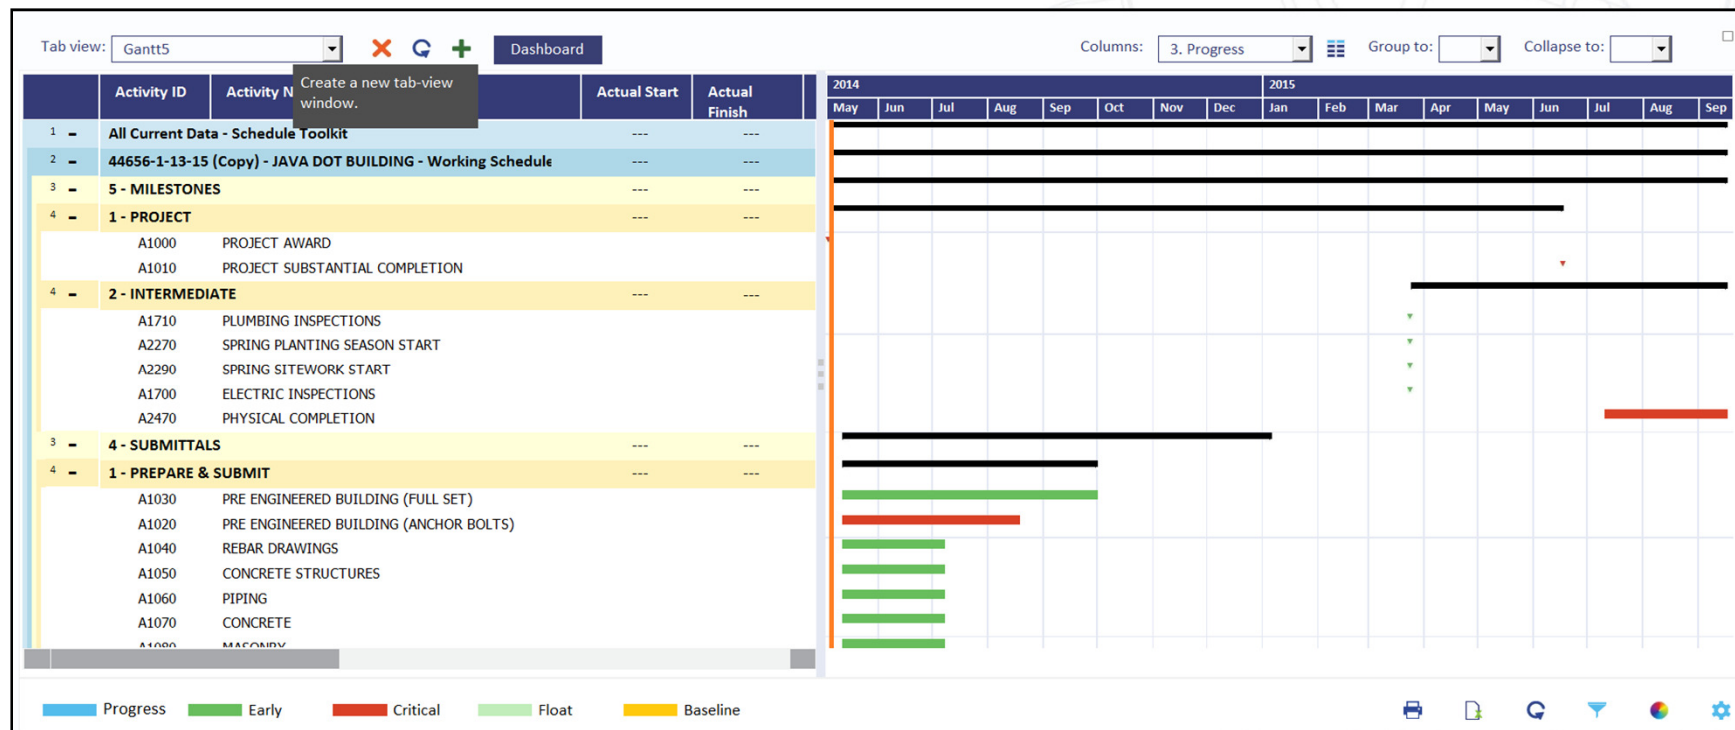 Tab view: Gantt5 Dashboard Columns: 3. Progress Group to: Collapse to:
Create a new tab-view
window.
Activity ID Activity N Actual Start Actual
Finish
2014 2015
May Jun Jul Aug Sep Oct Nov Dec Jan Feb Mar Apr May Jun Jul Aug Sep
1 - All Current Data - Schedule Toolkit --- ---
2 - 44656-1-13-15 (Copy) - JAVA DOT BUILDING - Working Schedule --- ---
3 - 5 - MILESTONES --- ---
4 - 1 - PROJECT --- ---
A1000 PROJECT AWARD
A1010 PROJECT SUBSTANTIAL COMPLETION
4 - 2 - INTERMEDIATE --- ---
A1710 PLUMBING INSPECTIONS
A2270 SPRING PLANTING SEASON START
A2290 SPRING SITEWORK START
A1700 ELECTRIC INSPECTIONS
A2470 PHYSICAL COMPLETION
3 - 4 - SUBMITTALS --- ---
4 - 1 - PREPARE & SUBMIT --- ---
A1030 PRE ENGINEERED BUILDING (FULL SET)
A1020 PRE ENGINEERED BUILDING (ANCHOR BOLTS)
A1040 REBAR DRAWINGS
A1050 CONCRETE STRUCTURES
A1060 PIPING
A1070 CONCRETE
A1080 MASONRY
Progress Early Critical Float Baseline